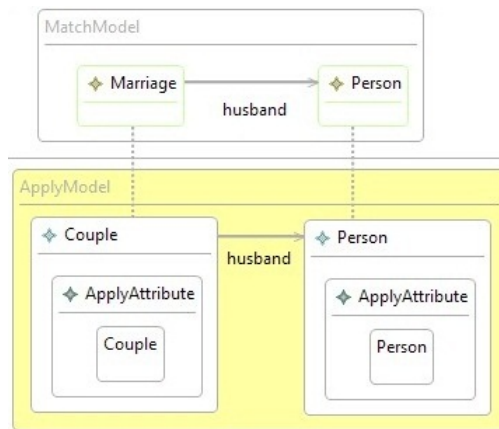 MatchModel
Marriage
Person
husband
ApplyModel
Couple
Person
husband
ApplyAttribute
ApplyAttribute
Couple
Person